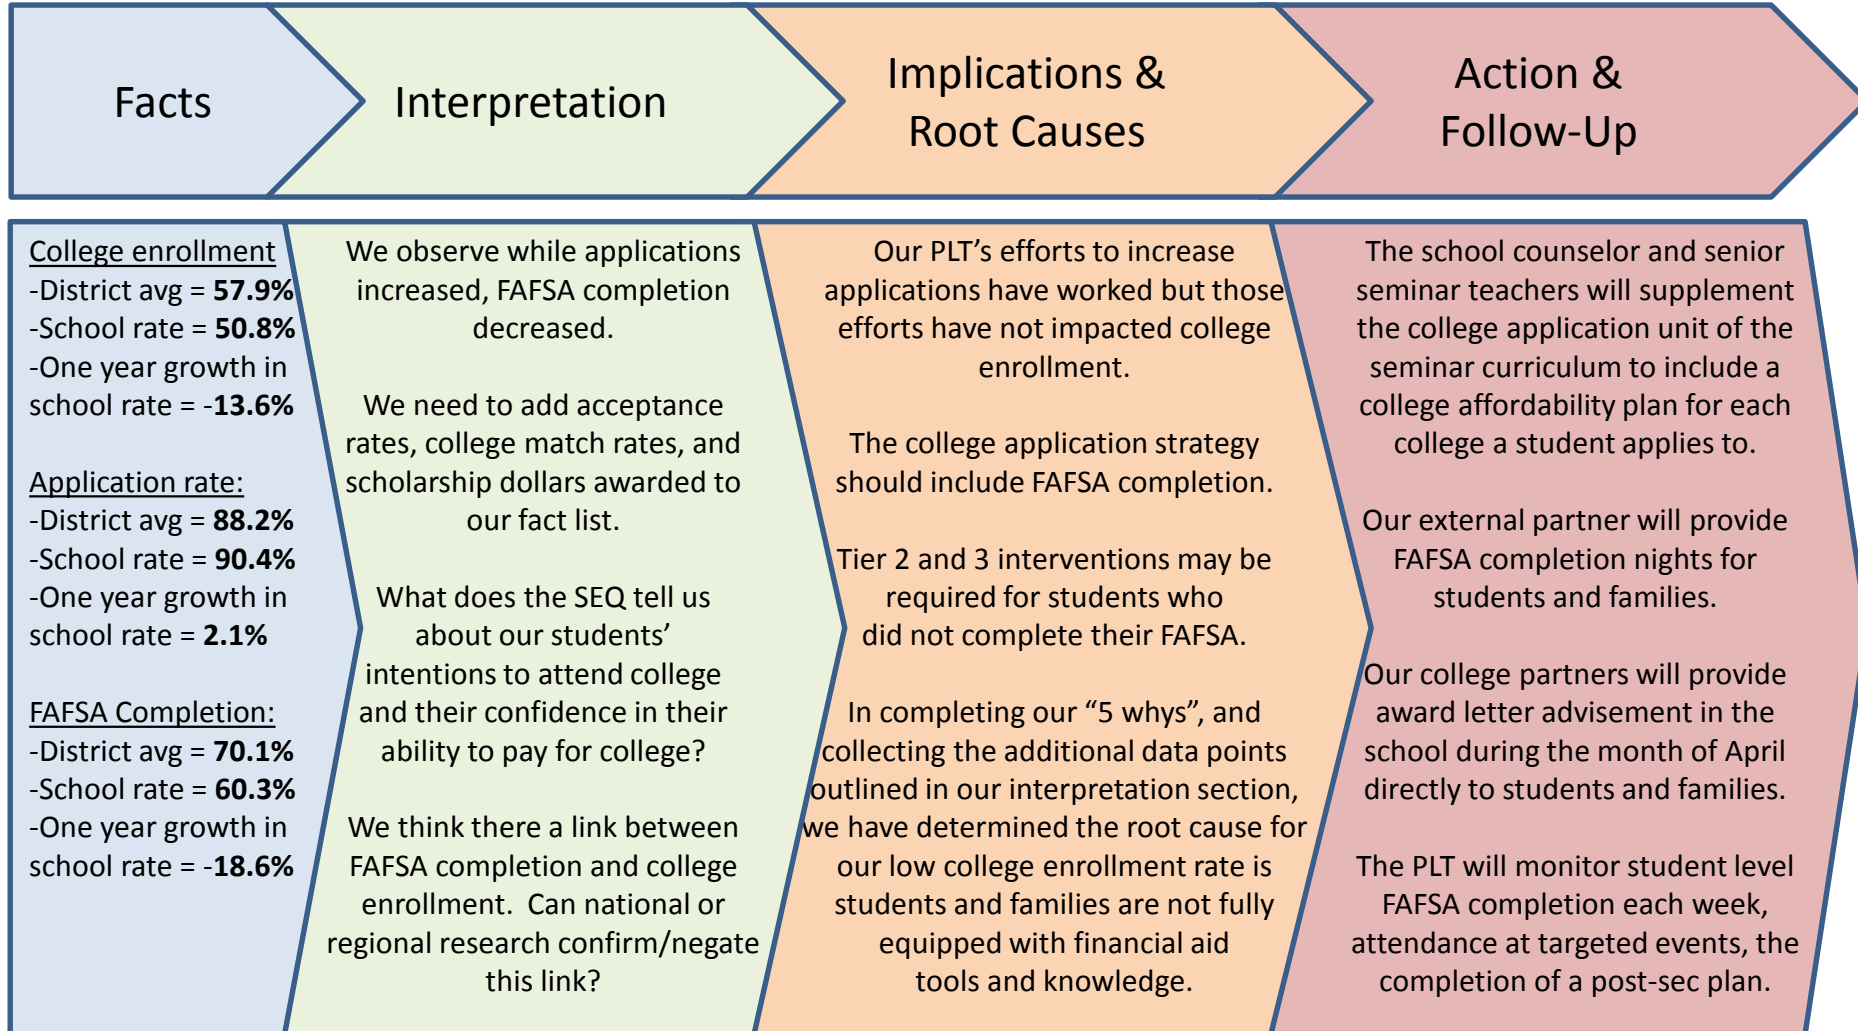 Facts
Interpretation
Implications &
Root Causes
Action &
Follow-Up
College enrollment
-District avg = 57.9%
-School rate = 50.8%
-One year growth in
school rate = -13.6%
Application rate:
-District avg = 88.2%
-School rate = 90.4%
-One year growth in
school rate = 2.1%
FAFSA Completion:
-District avg = 70.1%
-School rate = 60.3%
-One year growth in
school rate = -18.6%
We observe while applications
increased, FAFSA completion
decreased.
We need to add acceptance
rates, college match rates, and
scholarship dollars awarded to
our fact list.
What does the SEQ tell us
about our students’
intentions to attend college
and their confidence in their
ability to pay for college?
We think there a link between
FAFSA completion and college
enrollment.  Can national or
regional research confirm/negate
this link?
Our PLT’s efforts to increase
applications have worked but those
efforts have not impacted college
enrollment.
The college application strategy
should include FAFSA completion.
Tier 2 and 3 interventions may be
required for students who
did not complete their FAFSA.
In completing our “5 whys”, and
collecting the additional data points
outlined in our interpretation section,
we have determined the root cause for
our low college enrollment rate is
students and families are not fully
equipped with financial aid
tools and knowledge.
The school counselor and senior
seminar teachers will supplement
the college application unit of the
seminar curriculum to include a
college affordability plan for each
college a student applies to.
Our external partner will provide
FAFSA completion nights for
students and families.
Our college partners will provide
award letter advisement in the
school during the month of April
directly to students and families.
The PLT will monitor student level
FAFSA completion each week,
attendance at targeted events, the
completion of a post-sec plan.